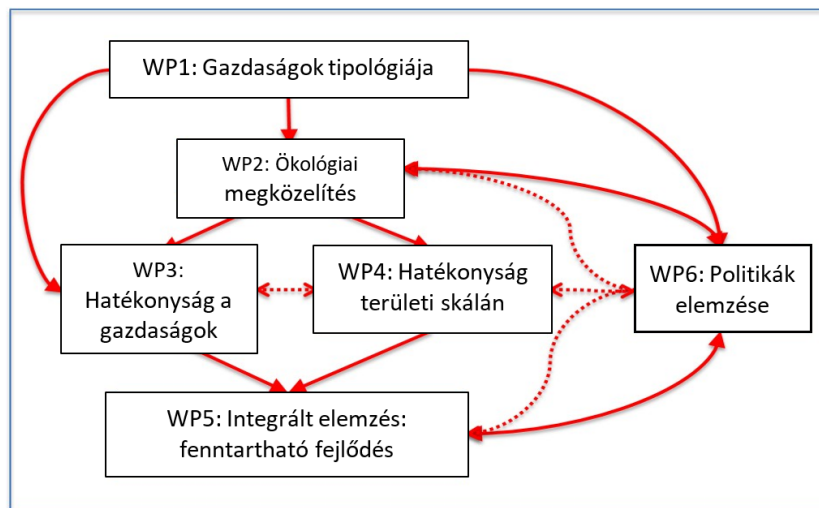 WP1: Gazdaságok tipológiája
WP2: Ökológiai
megközelítés
WP3:
Hatékonyság a
gazdaságok
WP4: Hatékonyság
területi skálán
WP6: Politikák
elemzése
WP5: Integrált elemzés:
fenntartható fejlődés